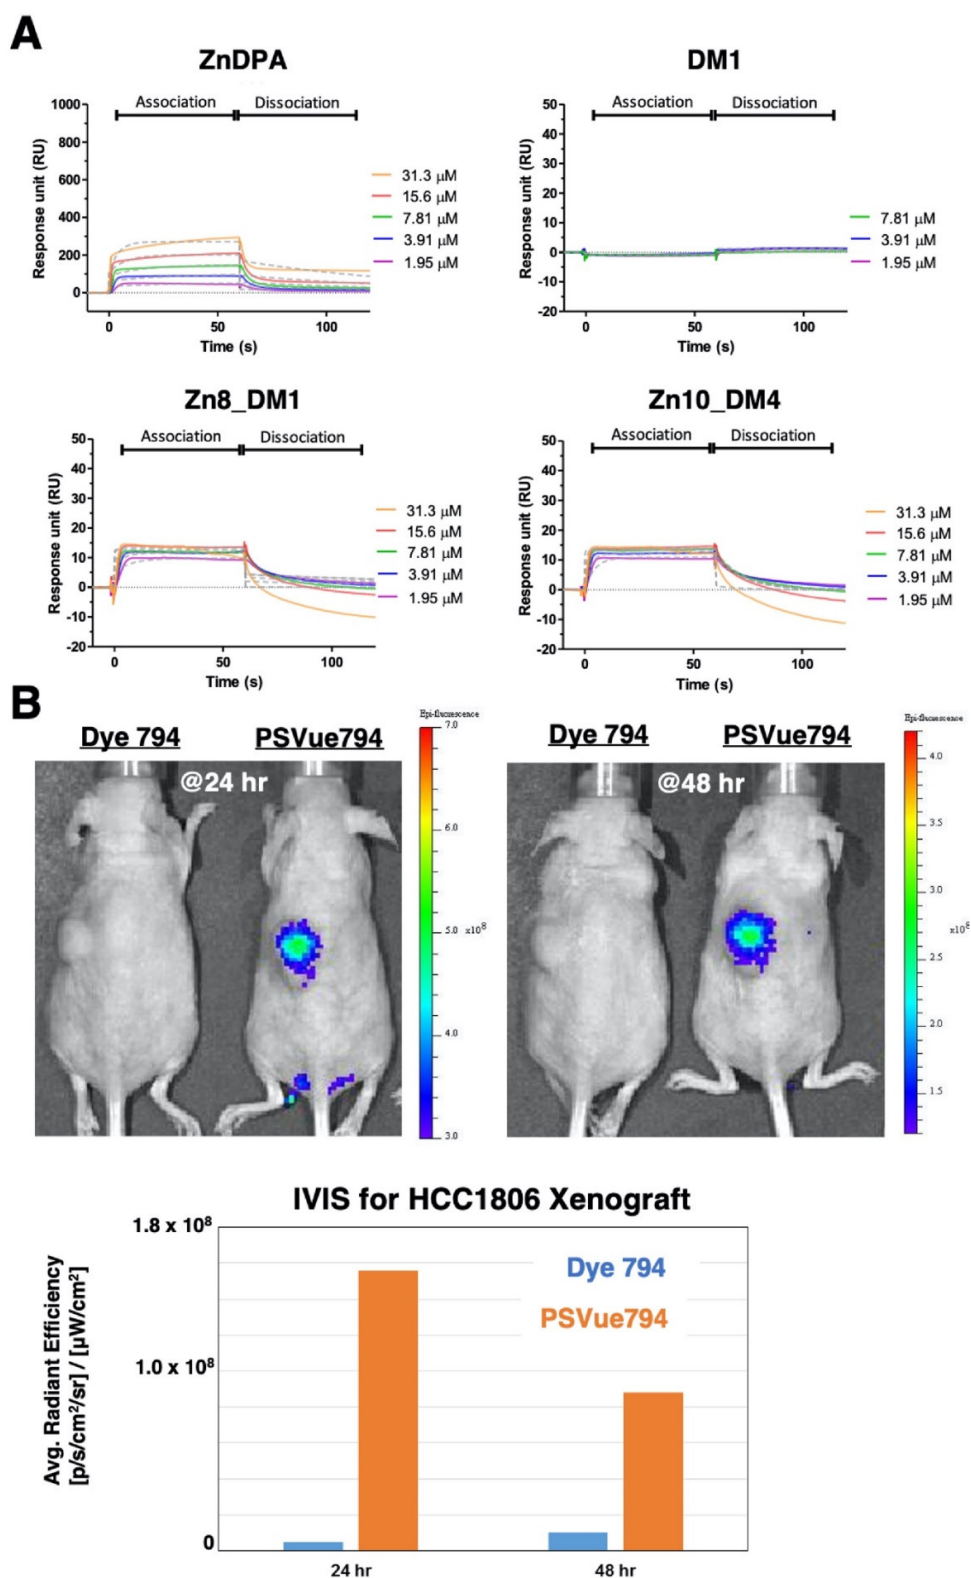 A
ZnDPA
Association Dissociation
Response unit (RU)
1000
800
600
400
200
0
0 50 100
Time (s)
31.3 μM
15.6 μM
7.81 μM
3.91 μM
1.95 μM
DM1
Association Dissociation
Response unit (RU)
50
40
30
20
10
0
-10
-20
0 50 100
Time (s)
7.81 μM
3.91 μM
1.95 μM
Zn8_DM1
Association Dissociation
Response unit (RU)
50
40
30
20
10
0
-10
-20
0 50 100
Time (s)
31.3 μM
15.6 μM
7.81 μM
3.91 μM
1.95 μM
Zn10_DM4
Association Dissociation
Response unit (RU)
50
40
30
20
10
0
-10
-20
0 50 100
Time (s)
31.3 μM
15.6 μM
7.81 μM
3.91 μM
1.95 μM
B
Dye 794 PSVue794
@24 hr
Epi-fluorescence
7.0
6.0
5.0 x10⁸
4.0
3.0
Dye 794 PSVue794
@48 hr
Epi-fluorescence
4.0
3.5
3.0
x10⁸
2.5
2.0
1.5
IVIS for HCC1806 Xenograft
Avg. Radiant Efficiency
[p/s/cm²/sr] / [μW/cm²]
1.8 x 10⁸
1.0 x 10⁸
0
Dye 794
PSVue794
24 hr 48 hr